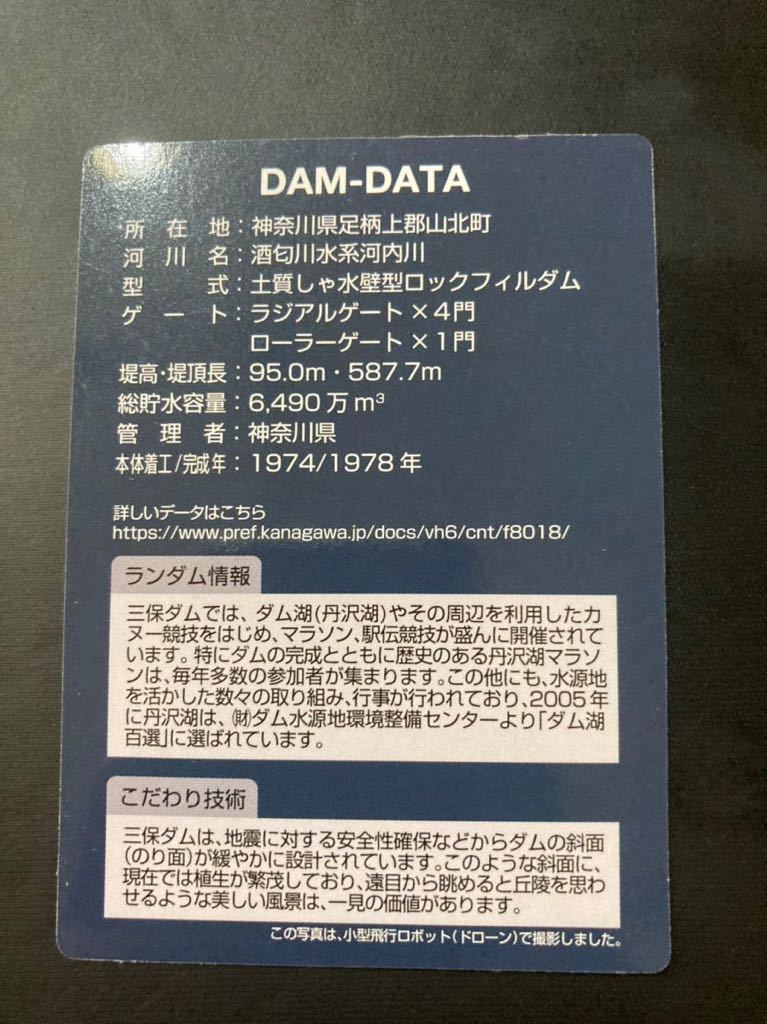 DAM-DATA
所在地：神奈川県足柄上郡山北町
河川名：酒匂川水系河内川
型式：土質しゃ水壁型ロックフィルダム
ゲート：ラジアルゲート×4門
ローラーゲート×1門
堤高・堤頂長：95.0m・587.7m
総貯水容量：6,490万m³
管理者：神奈川県
本体着工/完成年：1974/1978年
詳しいデータはこちら
https://www.pref.kanagawa.jp/docs/vh6/cnt/f8018/
ランダム情報
三保ダムでは、ダム湖(丹沢湖)やその周辺を利用したカ
ヌー競技をはじめ、マラソン、駅伝競技が盛んに開催されて
います。特にダムの完成とともに歴史のある丹沢湖マラソ
ンは、毎年多数の参加者が集まります。この他にも、水源地
を活かした数々の取り組み、行事が行われており、2005年
に丹沢湖は、㈶ダム水源地環境整備センターより「ダム湖
百選」に選ばれています。
こだわり技術
三保ダムは、地震に対する安全性確保などからダムの斜面
(のり面)が緩やかに設計されています。このような斜面に、
現在では植生が繁茂しており、遠目から眺めると丘陵を思わ
せるような美しい風景は、一見の価値があります。
この写真は、小型飛行ロボット(ドローン)で撮影しました。